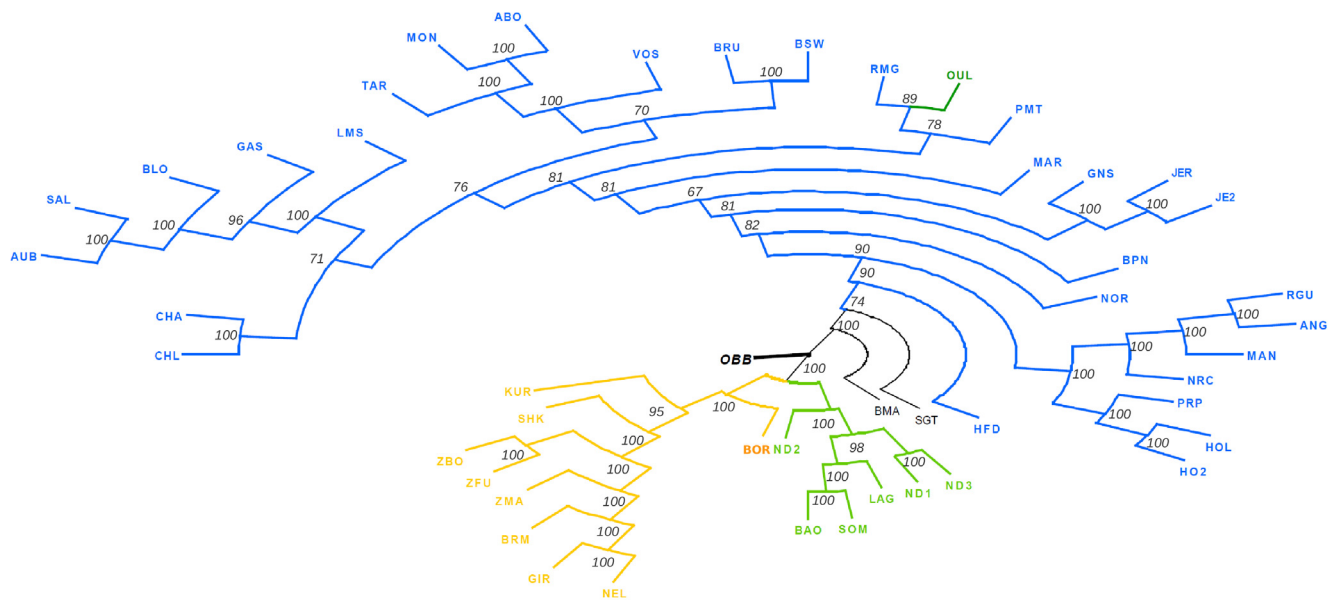 ABO
MON
100
VOS
BRU
BSW
100
TAR
100
100
70
RMG
OUL
89
78
PMT
LMS
GAS
BLO
SAL
AUB
100
100
96
100
71
76
81
81
67
81
82
MAR
GNS
JER
JE2
100
100
BPN
NOR
90
90
74
100
CHA
CHL
100
RGU
ANG
100
100
MAN
100
NRC
100
PRP
100
HOL
100
HO2
OBB
100
BMA
SGT
HFD
KUR
95
100
BOR
ND2
100
SHK
100
ZBO
100
ZFU
100
ZMA
100
BRM
100
GIR
100
NEL
98
100
LAG
ND1
100
ND3
BAO
100
SOM